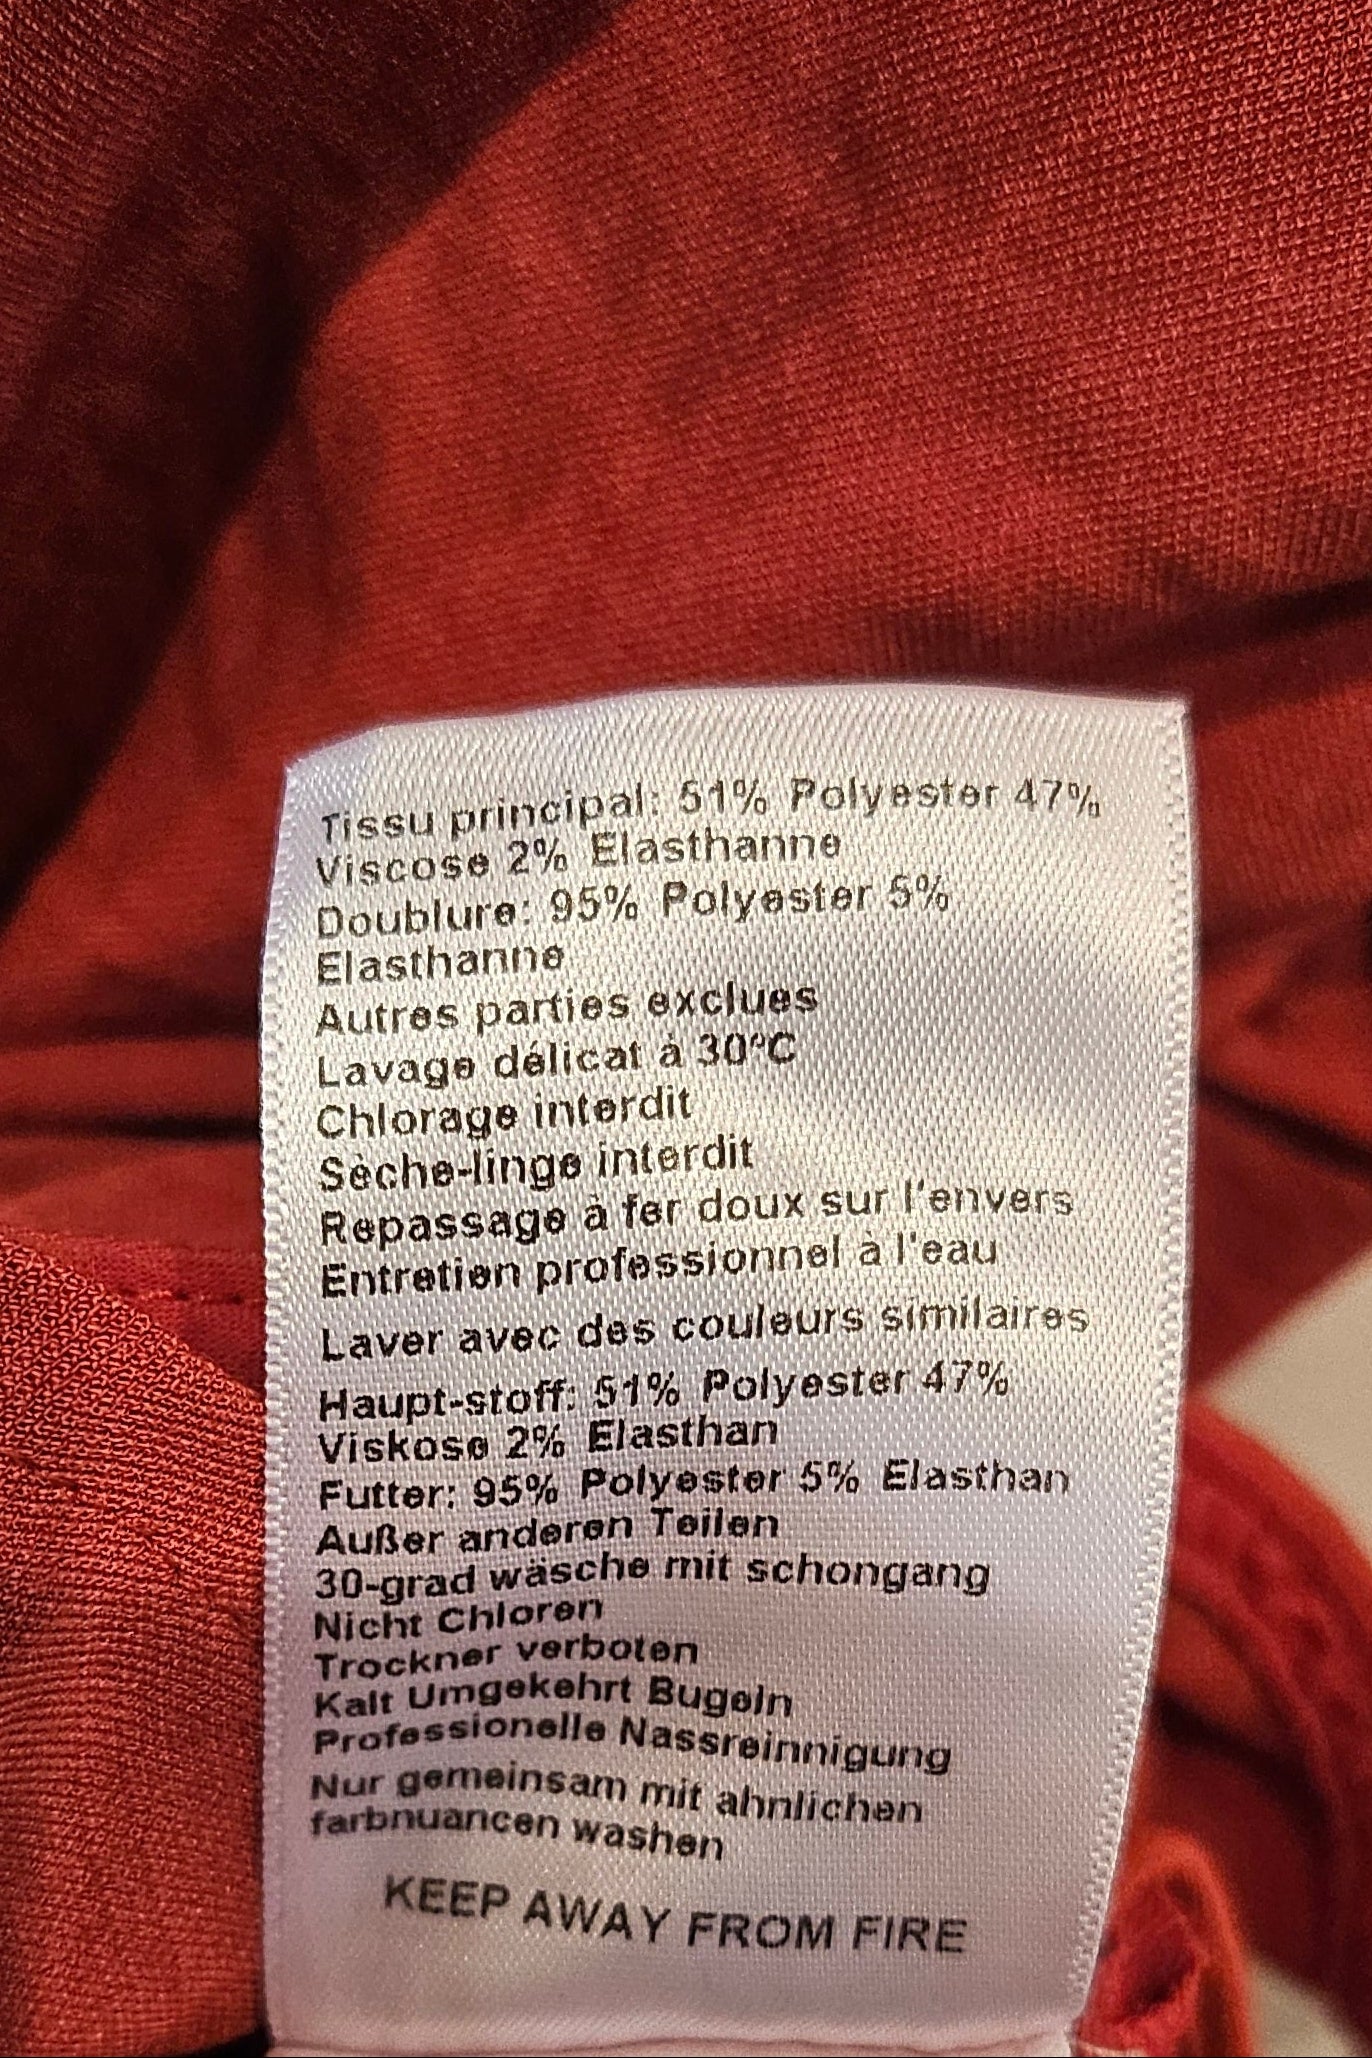 Tissu principal: 51% Polyester 47%
Viscose 2% Elasthanne
Doublure: 95% Polyester 5%
Elasthanne
Autres parties exclues
Lavage délicat à 30°C
Chlorage interdit
Sèche-linge interdit
Repassage à fer doux sur l'envers
Entretien professionnel à l'eau
Laver avec des couleurs similaires
Haupt-stoff: 51% Polyester 47%
Viskose 2% Elasthan
Futter: 95% Polyester 5% Elasthan
Außer anderen Teilen
30-grad wäsche mit schongang
Nicht Chloren
Trockner verboten
Kalt Umgekehrt Bugeln
Professionelle Nassreinnigung
Nur gemeinsam mit ahnlichen
farbnuancen washen
KEEP AWAY FROM FIRE